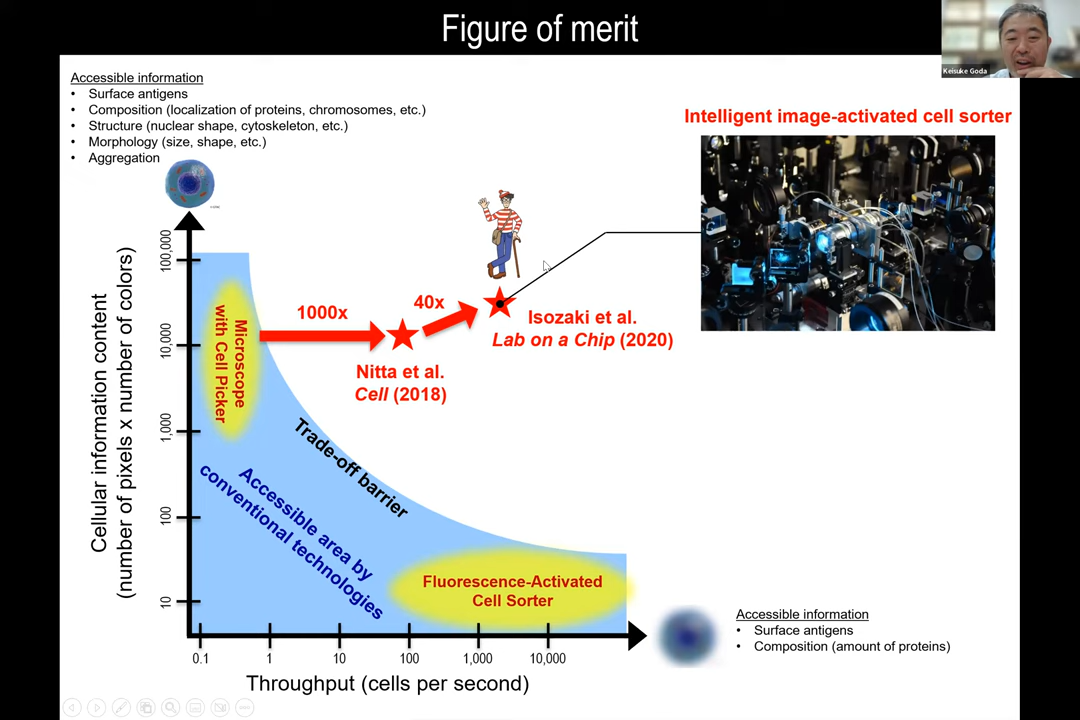 Figure of merit
Keisuke Goda
Accessible information
• Surface antigens
• Composition (localization of proteins, chromosomes, etc.)
• Structure (nuclear shape, cytoskeleton, etc.)
• Morphology (size, shape, etc.)
• Aggregation
Intelligent image-activated cell sorter
Cellular information content
(number of pixels x number of colors)
100,000
10,000
1,000
100
10
Microscope
with Cell Picker
1000x
40x
Nitta et al.
Cell (2018)
Isozaki et al.
Lab on a Chip (2020)
Trade-off barrier
Accessible area by
conventional technologies
Fluorescence-Activated
Cell Sorter
0.1
1
10
100
1,000
10,000
Throughput (cells per second)
Accessible information
• Surface antigens
• Composition (amount of proteins)